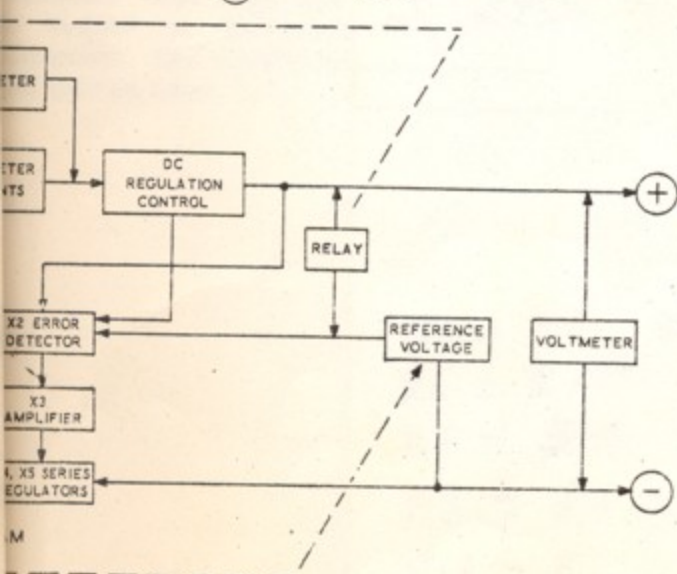 ETER
ETER
NTS
DC
REGULATION
CONTROL
+
RELAY
X2 ERROR
DETECTOR
REFERENCE
VOLTAGE
VOLTMETER
X3
AMPLIFIER
X5 SERIES
EGULATORS
−
M